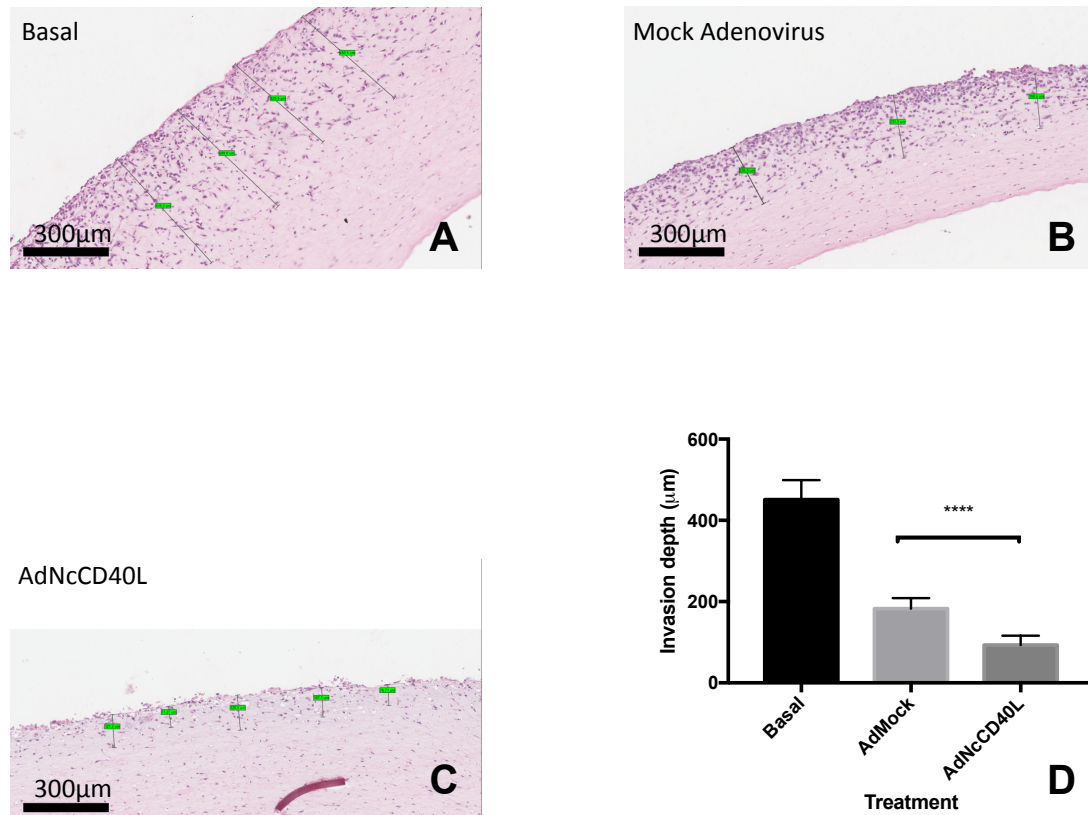 Basal
300μm
A
Mock Adenovirus
300μm
B
AdNcCD40L
300μm
C
600
400
200
0
Invasion depth (μm)
****
Basal
AdMock
AdNcCD40L
Treatment
D